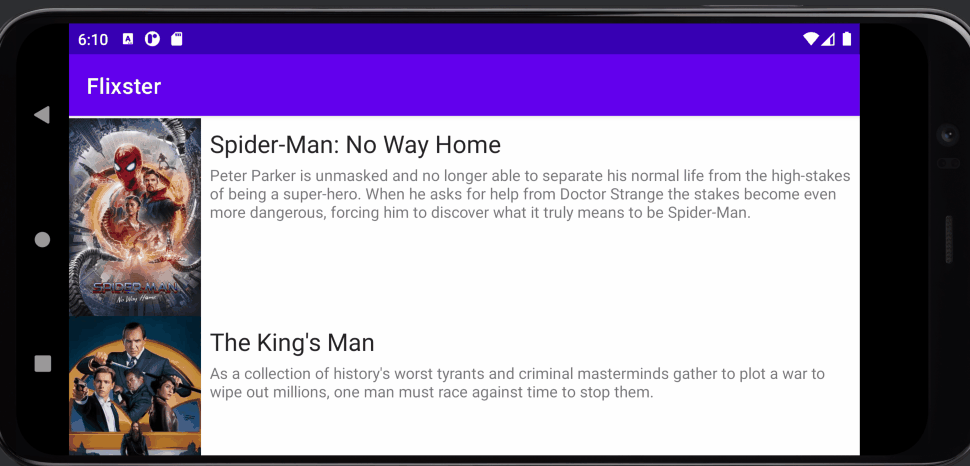 6:10
Flixster
Spider-Man: No Way Home
Peter Parker is unmasked and no longer able to separate his normal life from the high-stakes
of being a super-hero. When he asks for help from Doctor Strange the stakes become even
more dangerous, forcing him to discover what it truly means to be Spider-Man.
SPIDER-MAN
No Way Home
The King's Man
As a collection of history's worst tyrants and criminal masterminds gather to plot a war to
wipe out millions, one man must race against time to stop them.